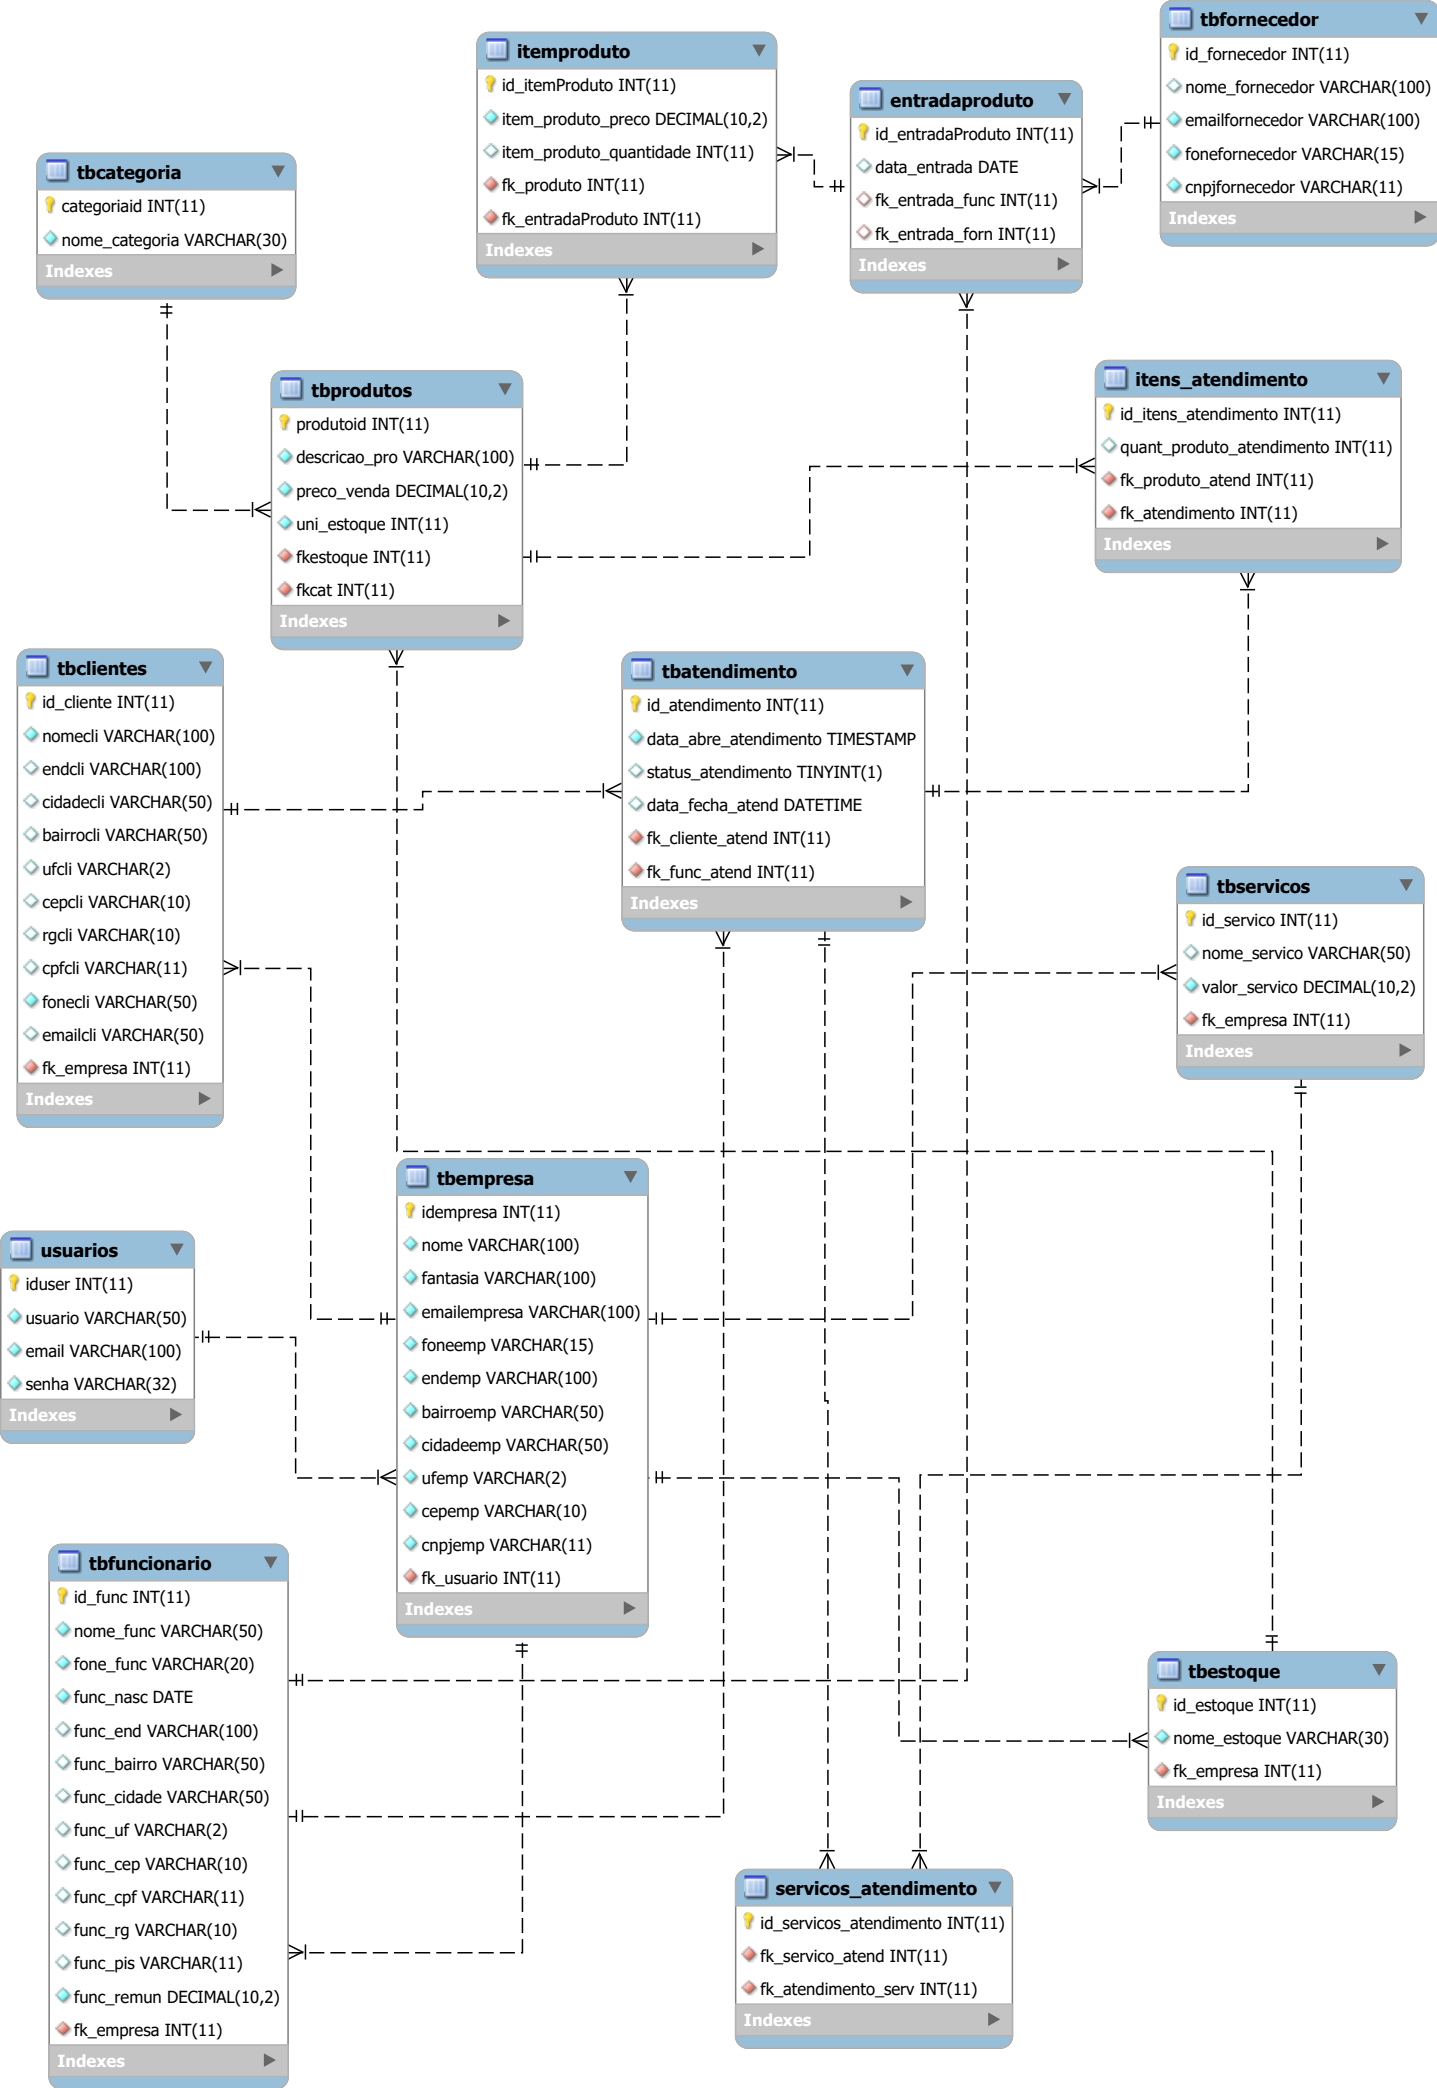 tbfornecedor
id_fornecedor INT(11)
nome_fornecedor VARCHAR(100)
emailfornecedor VARCHAR(100)
fonefornecedor VARCHAR(15)
cnpjfornecedor VARCHAR(11)
Indexes
itemproduto
id_itemProduto INT(11)
item_produto_preco DECIMAL(10,2)
item_produto_quantidade INT(11)
fk_produto INT(11)
fk_entradaProduto INT(11)
Indexes
entradaproduto
id_entradaProduto INT(11)
data_entrada DATE
fk_entrada_func INT(11)
fk_entrada_forn INT(11)
Indexes
tbcategoria
categoriaid INT(11)
nome_categoria VARCHAR(30)
Indexes
tbprodutos
produtoid INT(11)
descricao_pro VARCHAR(100)
preco_venda DECIMAL(10,2)
uni_estoque INT(11)
fkestoque INT(11)
fkcat INT(11)
Indexes
itens_atendimento
id_itens_atendimento INT(11)
quant_produto_atendimento INT(11)
fk_produto_atend INT(11)
fk_atendimento INT(11)
Indexes
tbclientes
id_cliente INT(11)
nomecli VARCHAR(100)
endcli VARCHAR(100)
cidadecli VARCHAR(50)
bairrocli VARCHAR(50)
ufcli VARCHAR(2)
cepcli VARCHAR(10)
rgcli VARCHAR(10)
cpfcli VARCHAR(11)
fonecli VARCHAR(50)
emailcli VARCHAR(50)
fk_empresa INT(11)
Indexes
tbatendimento
id_atendimento INT(11)
data_abre_atendimento TIMESTAMP
status_atendimento TINYINT(1)
data_fecha_atend DATETIME
fk_cliente_atend INT(11)
fk_func_atend INT(11)
Indexes
tbservicos
id_servico INT(11)
nome_servico VARCHAR(50)
valor_servico DECIMAL(10,2)
fk_empresa INT(11)
Indexes
tbempresa
idempresa INT(11)
nome VARCHAR(100)
fantasia VARCHAR(100)
emailempresa VARCHAR(100)
foneemp VARCHAR(15)
endemp VARCHAR(100)
bairroemp VARCHAR(50)
cidadeemp VARCHAR(50)
ufemp VARCHAR(2)
cepemp VARCHAR(10)
cnpjemp VARCHAR(11)
fk_usuario INT(11)
Indexes
usuarios
iduser INT(11)
usuario VARCHAR(50)
email VARCHAR(100)
senha VARCHAR(32)
Indexes
tbfuncionario
id_func INT(11)
nome_func VARCHAR(50)
fone_func VARCHAR(20)
func_nasc DATE
func_end VARCHAR(100)
func_bairro VARCHAR(50)
func_cidade VARCHAR(50)
func_uf VARCHAR(2)
func_cep VARCHAR(10)
func_cpf VARCHAR(11)
func_rg VARCHAR(10)
func_pis VARCHAR(11)
func_remun DECIMAL(10,2)
fk_empresa INT(11)
Indexes
tbestoque
id_estoque INT(11)
nome_estoque VARCHAR(30)
fk_empresa INT(11)
Indexes
servicos_atendimento
id_servicos_atendimento INT(11)
fk_servico_atend INT(11)
fk_atendimento_serv INT(11)
Indexes